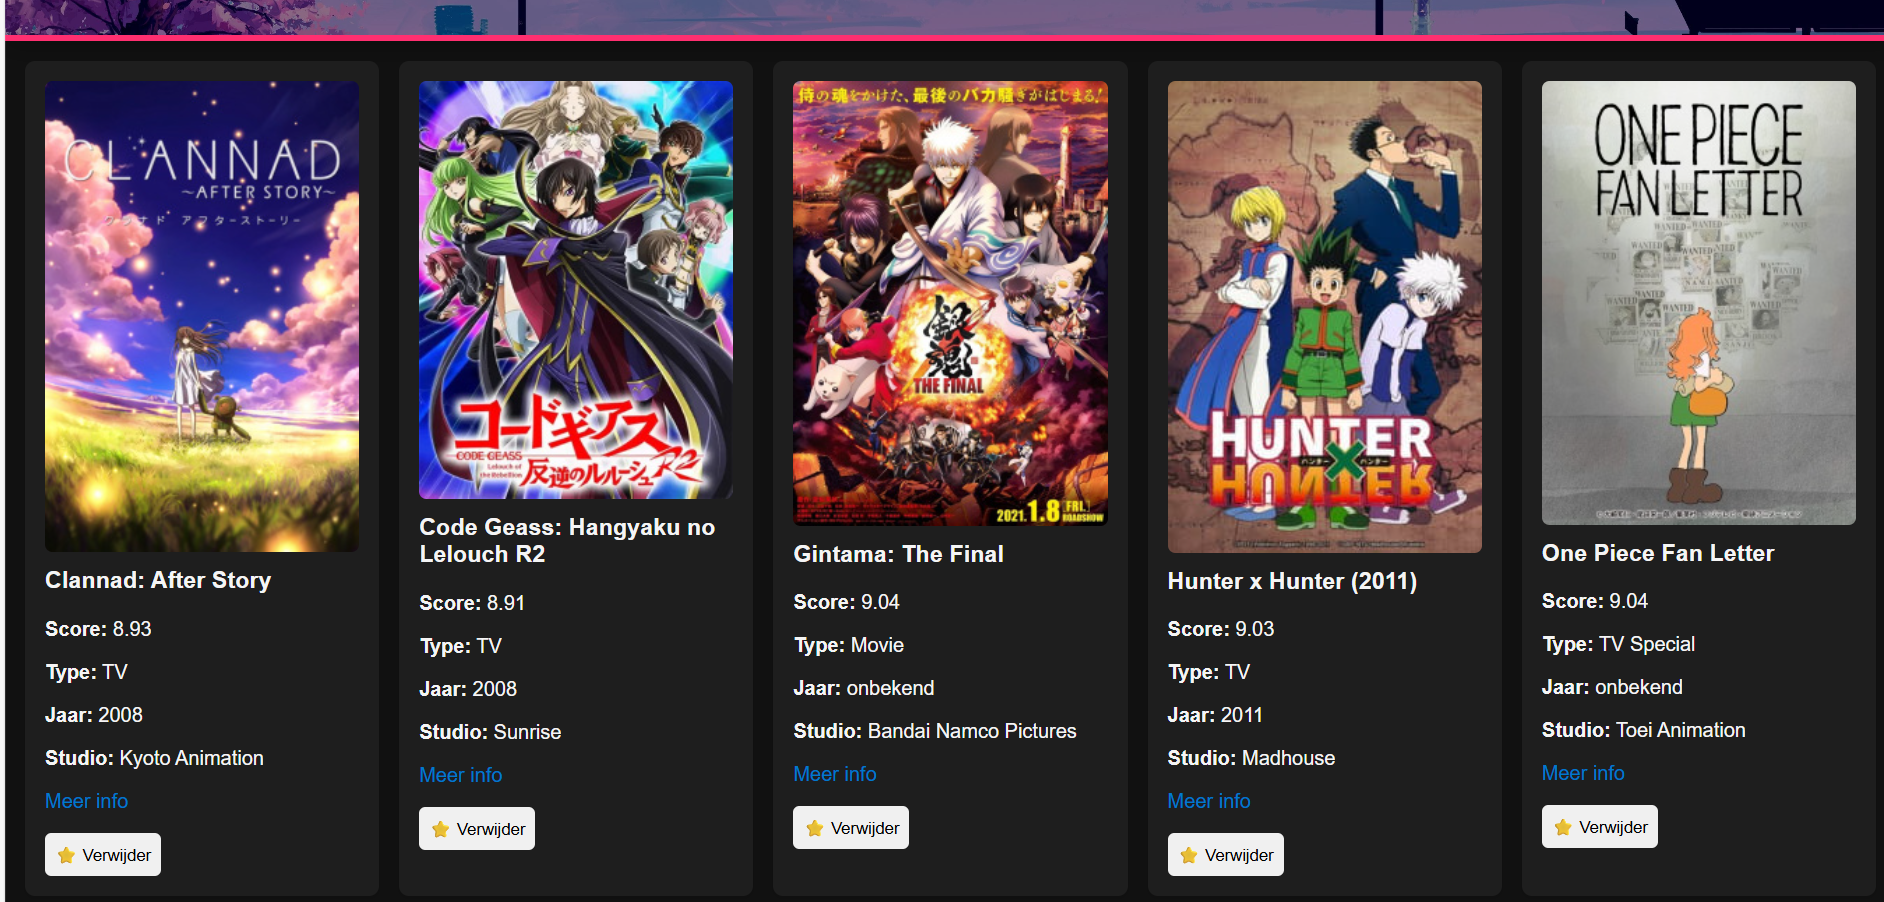 CLANNAD
~AFTER STORY~
クラナド アフターストーリー
Clannad: After Story
Score: 8.93
Type: TV
Jaar: 2008
Studio: Kyoto Animation
Meer info
Verwijder
コードギアス
CODE GEASS
Lelouch of
the Rebellion
反逆のルルーシュ R2
Code Geass: Hangyaku no
Lelouch R2
Score: 8.91
Type: TV
Jaar: 2008
Studio: Sunrise
Meer info
Verwijder
侍の魂をかけた、最後のバカ騒ぎがはじまる!
銀魂
THE FINAL
2021.1.8 [FRI.]
ROADSHOW
Gintama: The Final
Score: 9.04
Type: Movie
Jaar: onbekend
Studio: Bandai Namco Pictures
Meer info
Verwijder
HUNTER
ハンター × ハンター
HUNTER
Hunter x Hunter (2011)
Score: 9.03
Type: TV
Jaar: 2011
Studio: Madhouse
Meer info
Verwijder
ONE PIECE
FAN LETTER
WANTED
WANTED
WANTED
WANTED
WANTED
WANTED
WANTED
One Piece Fan Letter
Score: 9.04
Type: TV Special
Jaar: onbekend
Studio: Toei Animation
Meer info
Verwijder